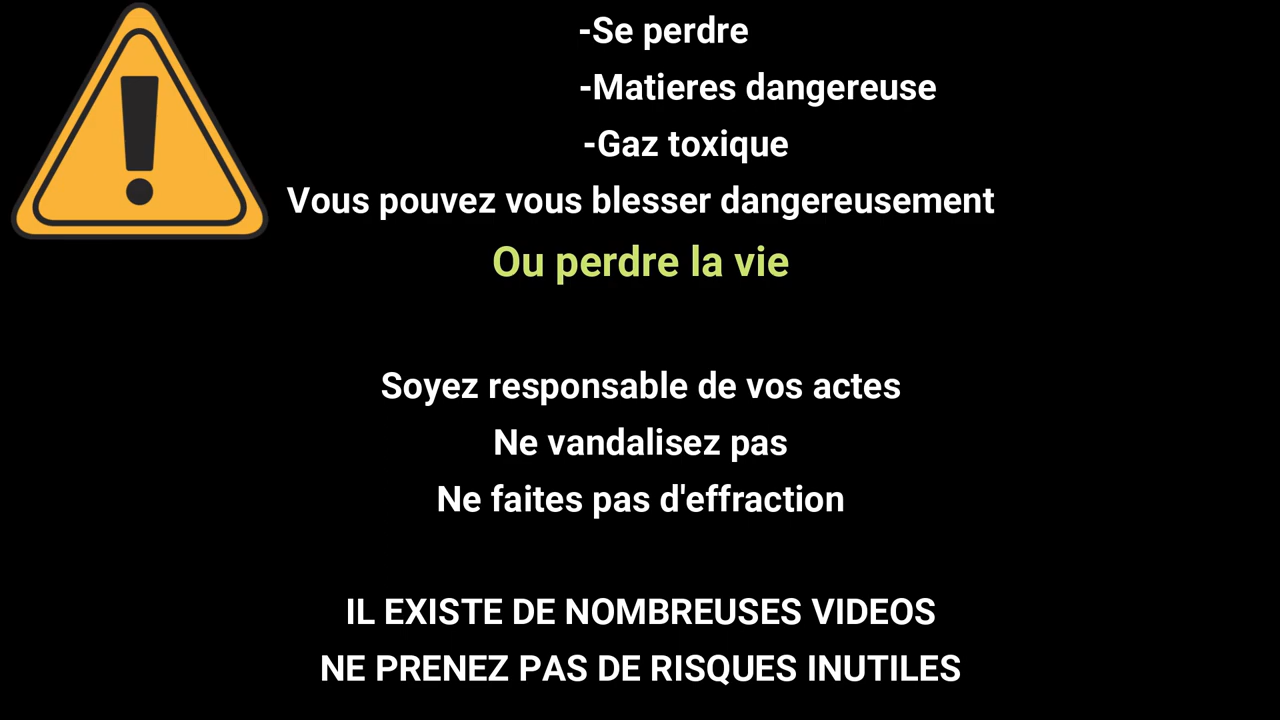 -Se perdre
-Matieres dangereuse
-Gaz toxique
Vous pouvez vous blesser dangereusement
Ou perdre la vie
Soyez responsable de vos actes
Ne vandalisez pas
Ne faites pas d'effraction
IL EXISTE DE NOMBREUSES VIDEOS
NE PRENEZ PAS DE RISQUES INUTILES